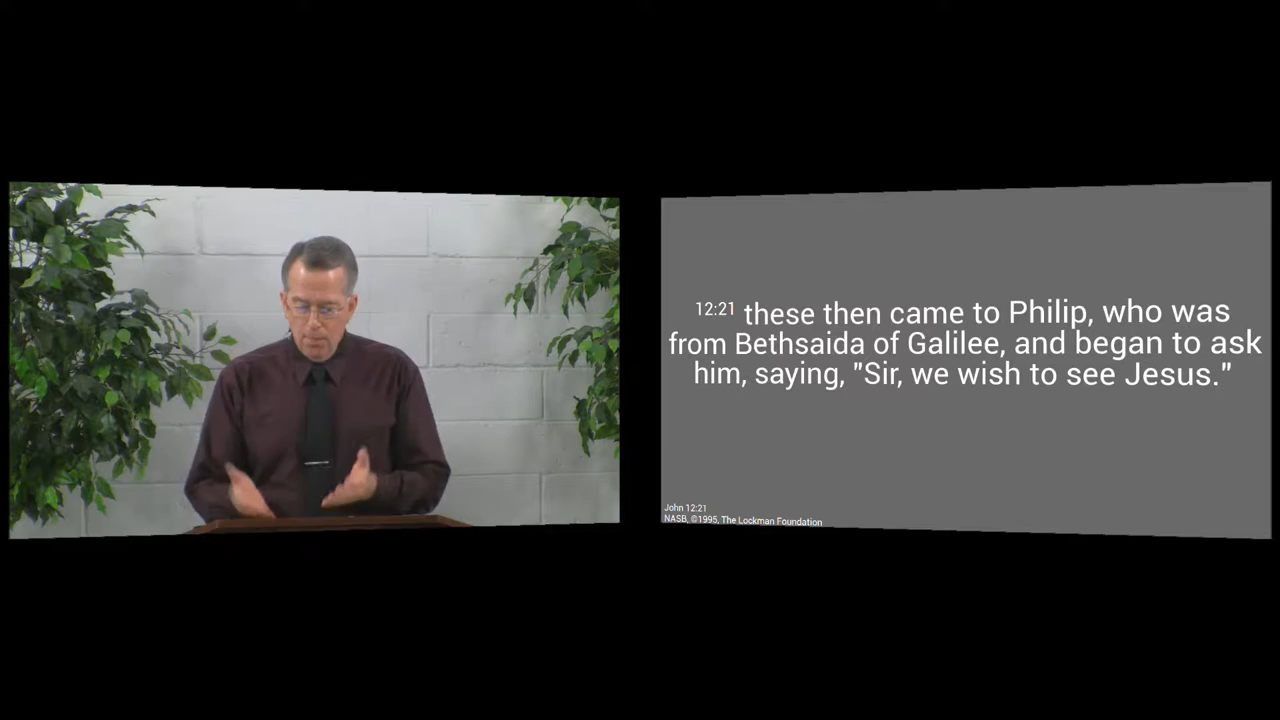 12:21 these then came to Philip, who was
from Bethsaida of Galilee, and began to ask
him, saying, "Sir, we wish to see Jesus."
John 12:21
NASB, ©1995, The Lockman Foundation